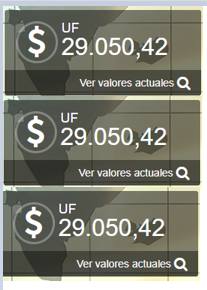 $
UF
29.050,42
Ver valores actuales
$
UF
29.050,42
Ver valores actuales
$
UF
29.050,42
Ver valores actuales